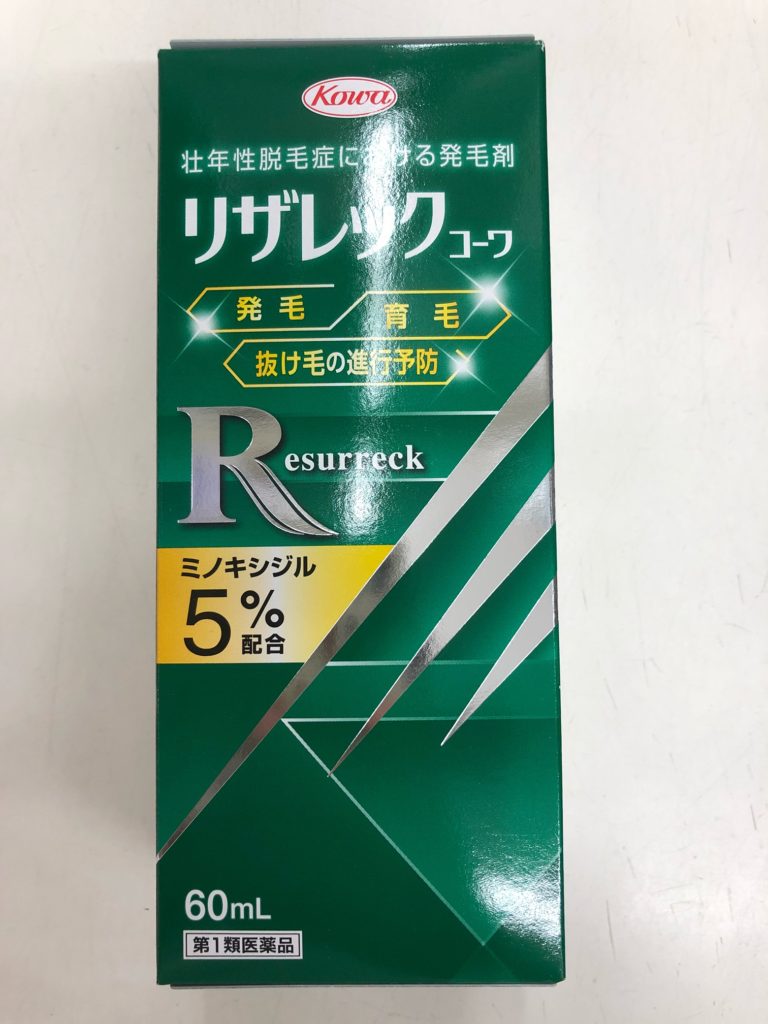 Kowa
壮年性脱毛症における発毛剤
リザレックコーワ
発毛
育毛
抜け毛の進行予防
Resurreck
ミノキシジル
5%配合
60mL
第1類医薬品